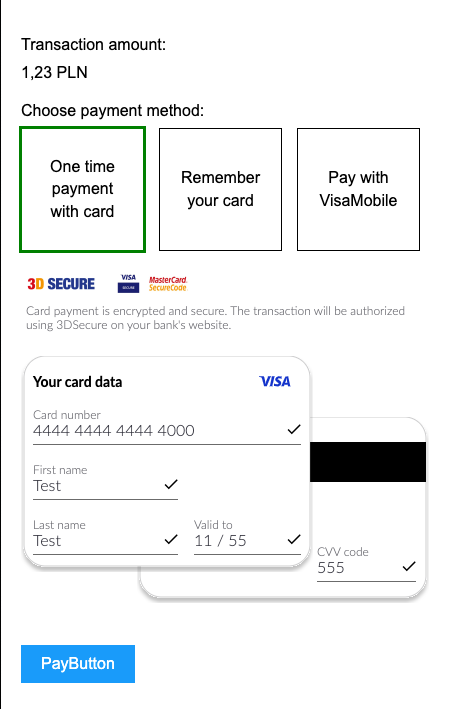 Transaction amount:
1,23 PLN
Choose payment method:
One time
payment
with card
Remember
your card
Pay with
VisaMobile
3D SECURE
VISA
SECURE
MasterCard
SecureCode
Card payment is encrypted and secure. The transaction will be authorized
using 3DSecure on your bank's website.
Your card data
VISA
Card number
4444 4444 4444 4000
First name
Test
Last name
Test
Valid to
11 / 55
CVV code
555
PayButton